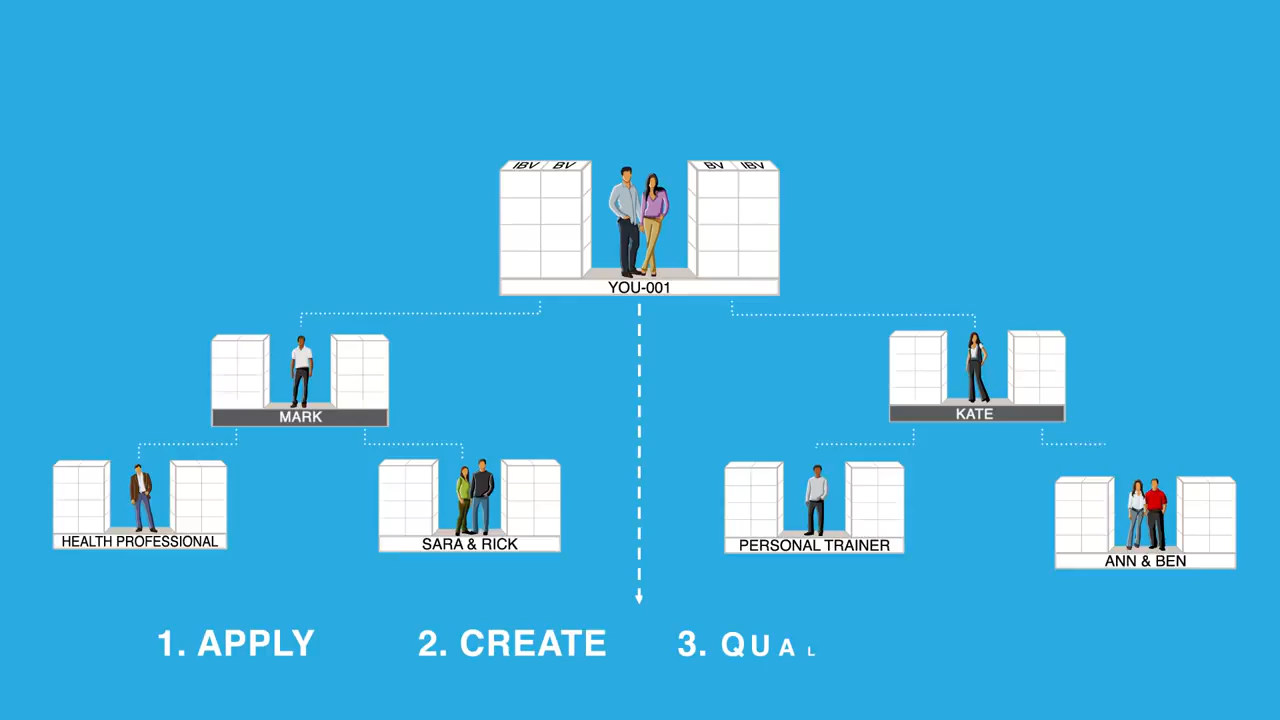 IBV BV BV IBV
YOU-001
MARK
KATE
HEALTH PROFESSIONAL
SARA & RICK
PERSONAL TRAINER
ANN & BEN
1. APPLY 2. CREATE 3. QUAL